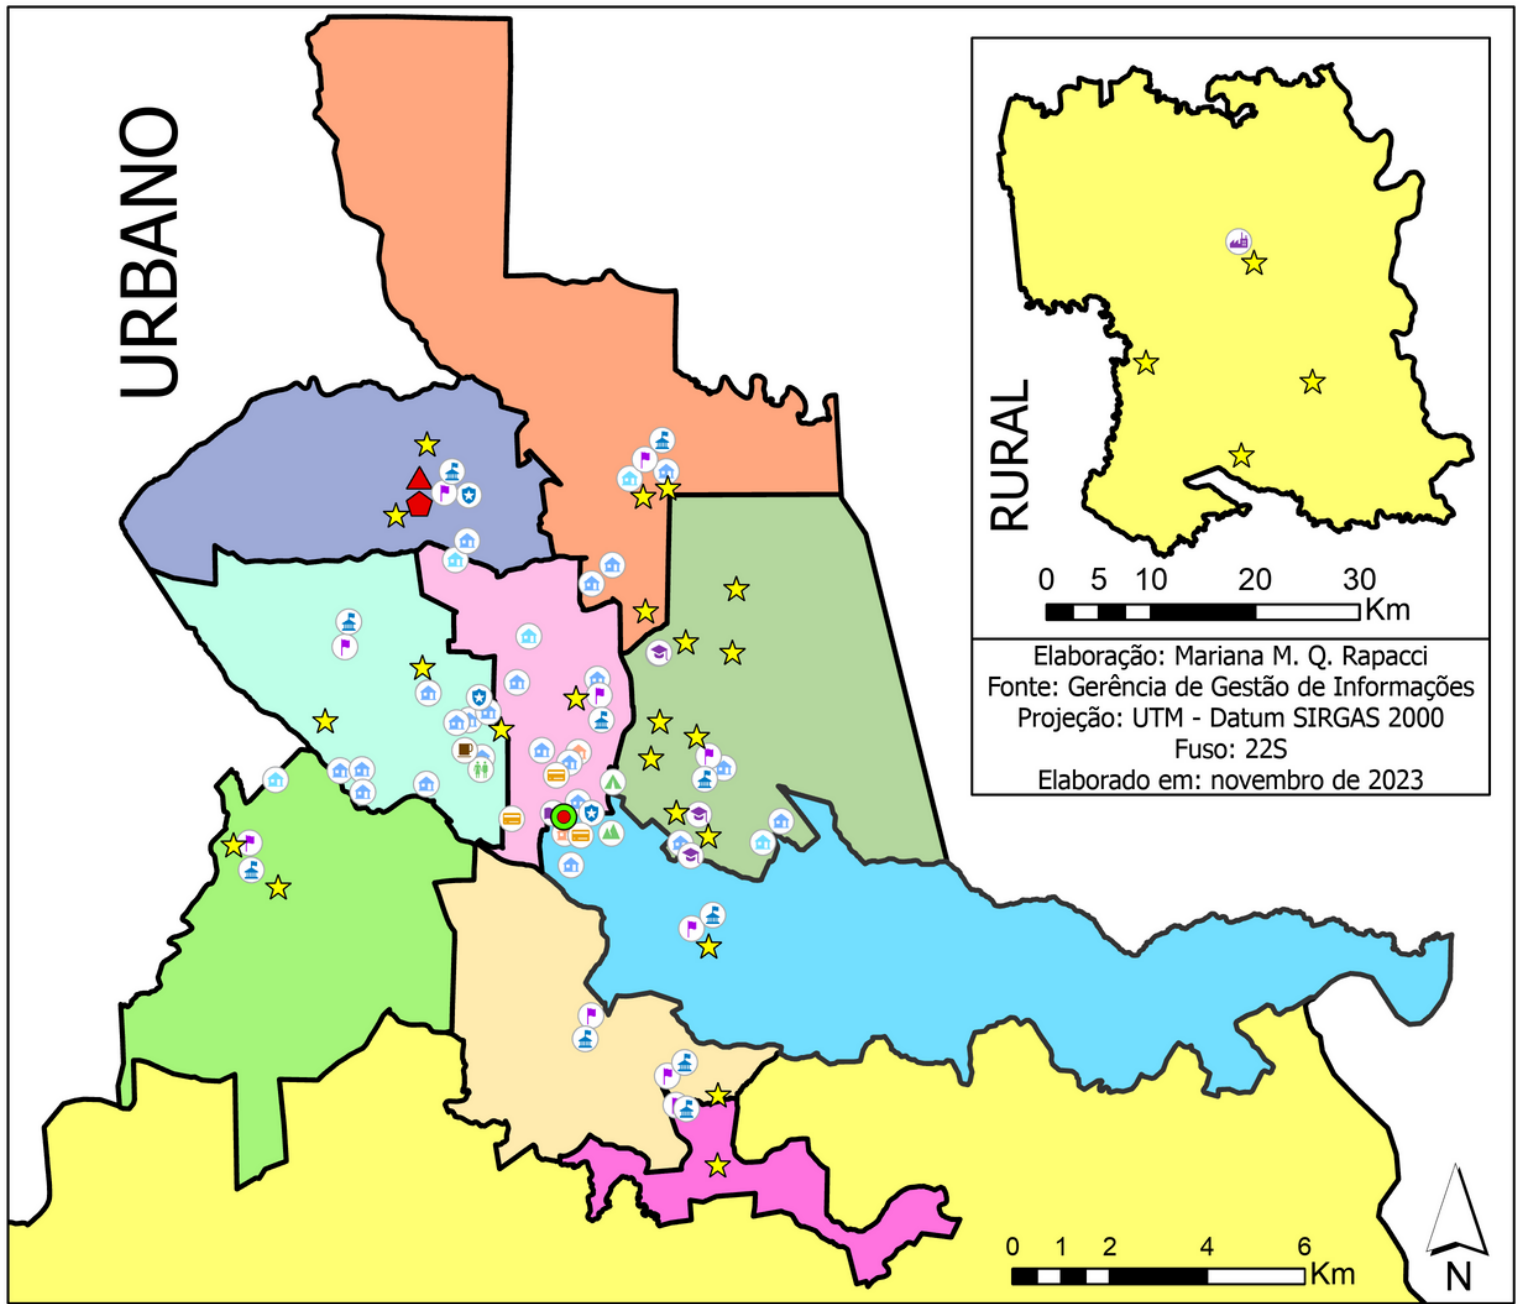 URBANO
RURAL
0 5 10 20 30
Km
Elaboração: Mariana M. Q. Rapacci
Fonte: Gerência de Gestão de Informações
Projeção: UTM - Datum SIRGAS 2000
Fuso: 22S
Elaborado em: novembro de 2023
0 1 2 4 6
Km
N